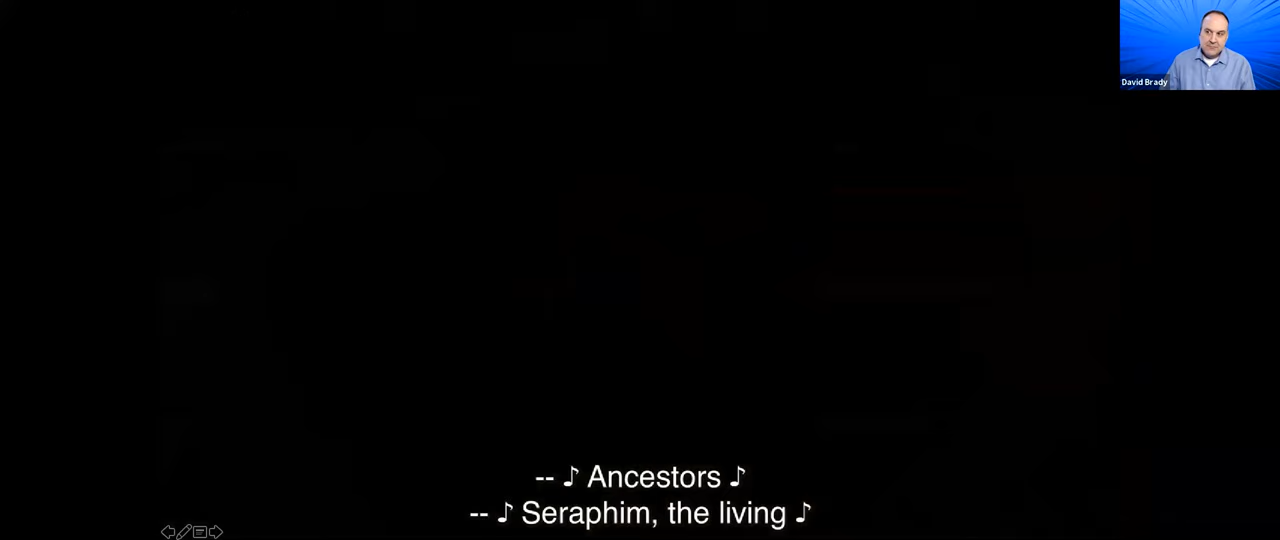 David Brady
-- ♪ Ancestors ♪
-- ♪ Seraphim, the living ♪